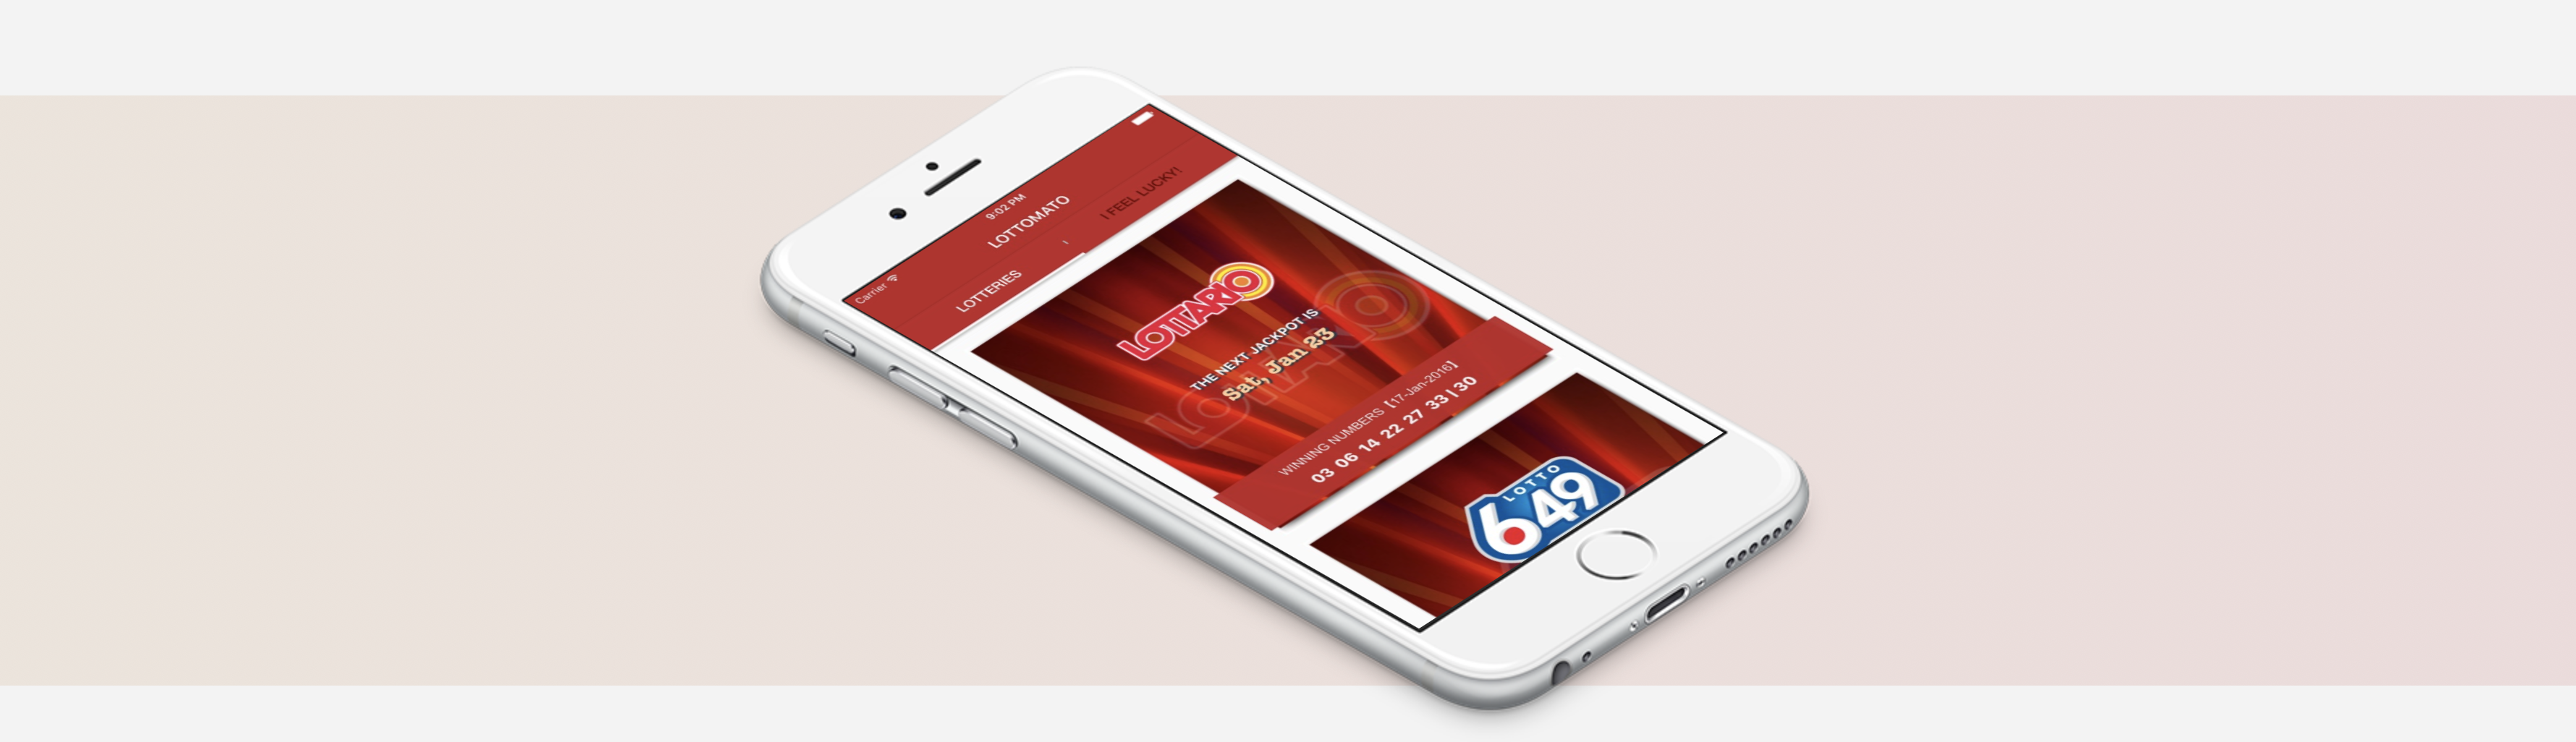 Carrier 9:02 PM
LOTTOMATO
LOTTERIES I FEEL LUCKY!
LOTTARIO
LOTTARIO
THE NEXT JACKPOT IS
Sat, Jan 23
WINNING NUMBERS [17-Jan-2016]
03 06 14 22 27 33 | 30
LOTTO
649